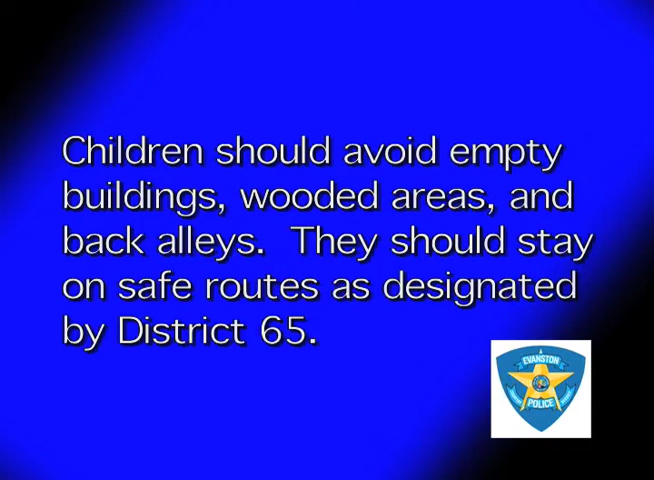 Children should avoid empty
buildings, wooded areas, and
back alleys.  They should stay
on safe routes as designated
by District 65.
EVANSTON
POLICE